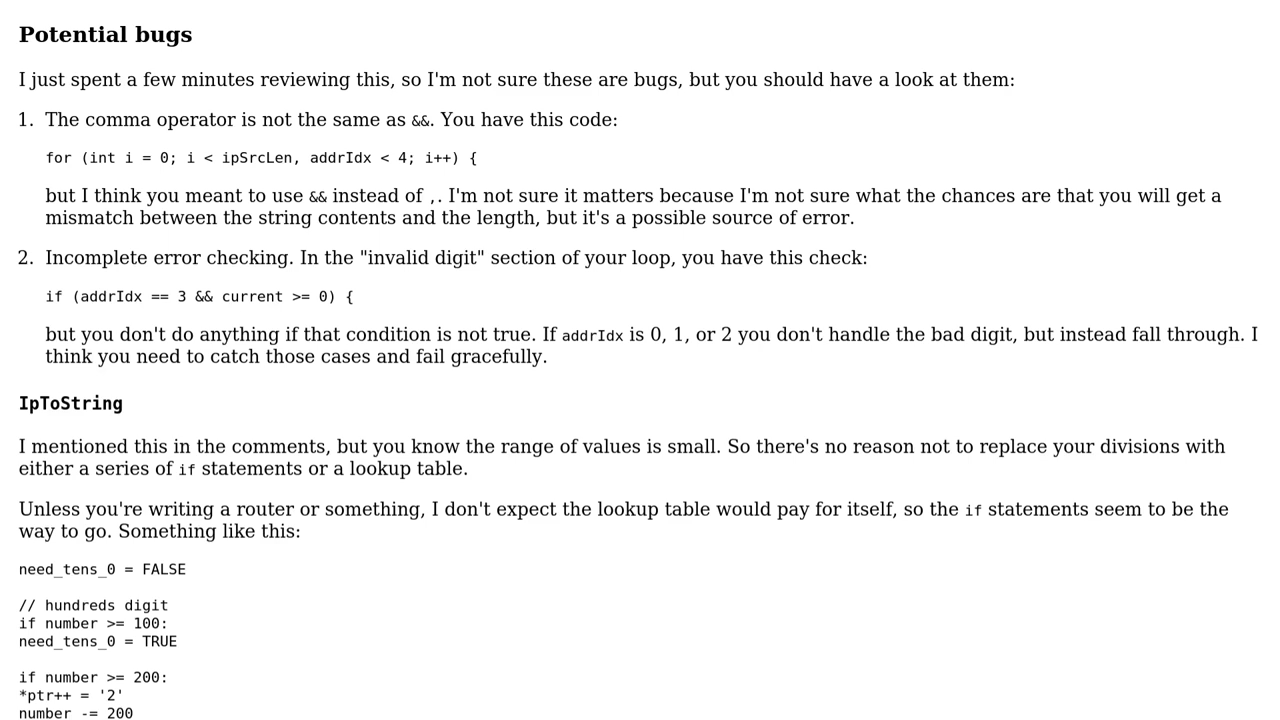 Potential bugs
I just spent a few minutes reviewing this, so I'm not sure these are bugs, but you should have a look at them:
1. The comma operator is not the same as &&. You have this code:
for (int i = 0; i < ipSrcLen, addrIdx < 4; i++) {
but I think you meant to use && instead of ,. I'm not sure it matters because I'm not sure what the chances are that you will get a
mismatch between the string contents and the length, but it's a possible source of error.
2. Incomplete error checking. In the "invalid digit" section of your loop, you have this check:
if (addrIdx == 3 && current >= 0) {
but you don't do anything if that condition is not true. If addrIdx is 0, 1, or 2 you don't handle the bad digit, but instead fall through. I
think you need to catch those cases and fail gracefully.
IpToString
I mentioned this in the comments, but you know the range of values is small. So there's no reason not to replace your divisions with
either a series of if statements or a lookup table.
Unless you're writing a router or something, I don't expect the lookup table would pay for itself, so the if statements seem to be the
way to go. Something like this:
need_tens_0 = FALSE
// hundreds digit
if number >= 100:
need_tens_0 = TRUE
if number >= 200:
*ptr++ = '2'
number -= 200